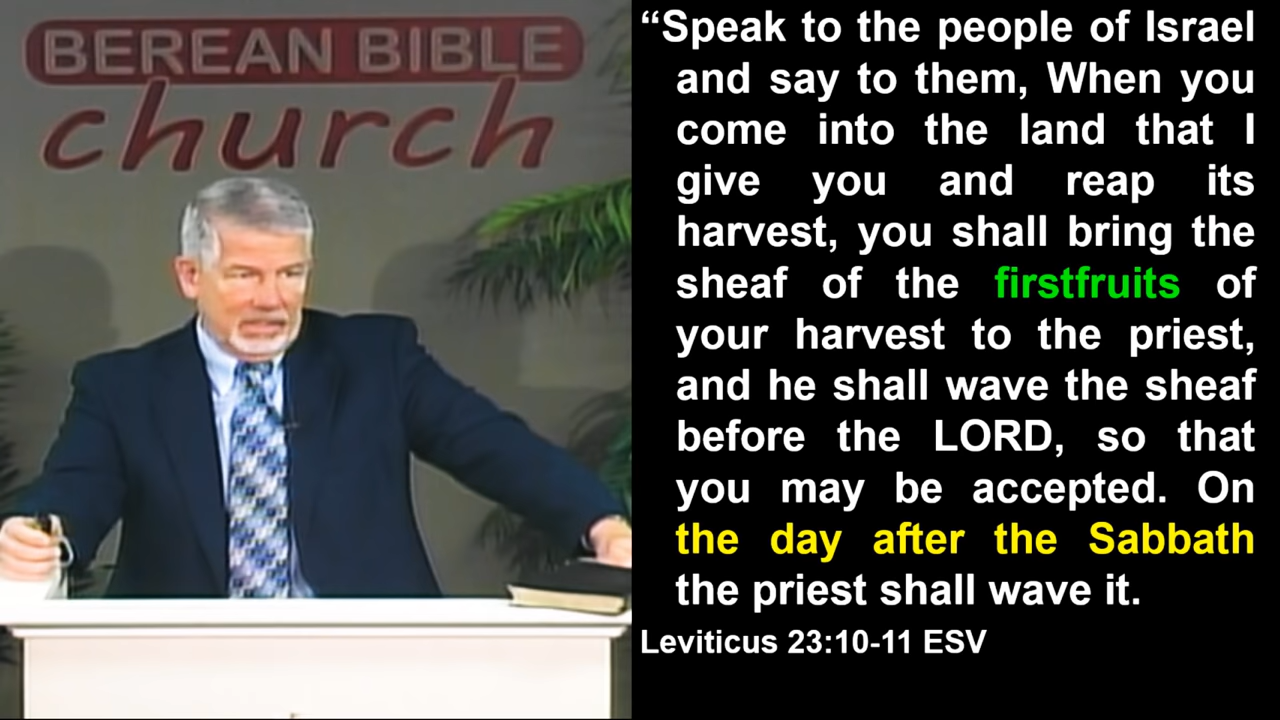 BEREAN BIBLE
church
“Speak to the people of Israel
and say to them, When you
come into the land that I
give you and reap its
harvest, you shall bring the
sheaf of the firstfruits of
your harvest to the priest,
and he shall wave the sheaf
before the LORD, so that
you may be accepted. On
the day after the Sabbath
the priest shall wave it.
Leviticus 23:10-11 ESV